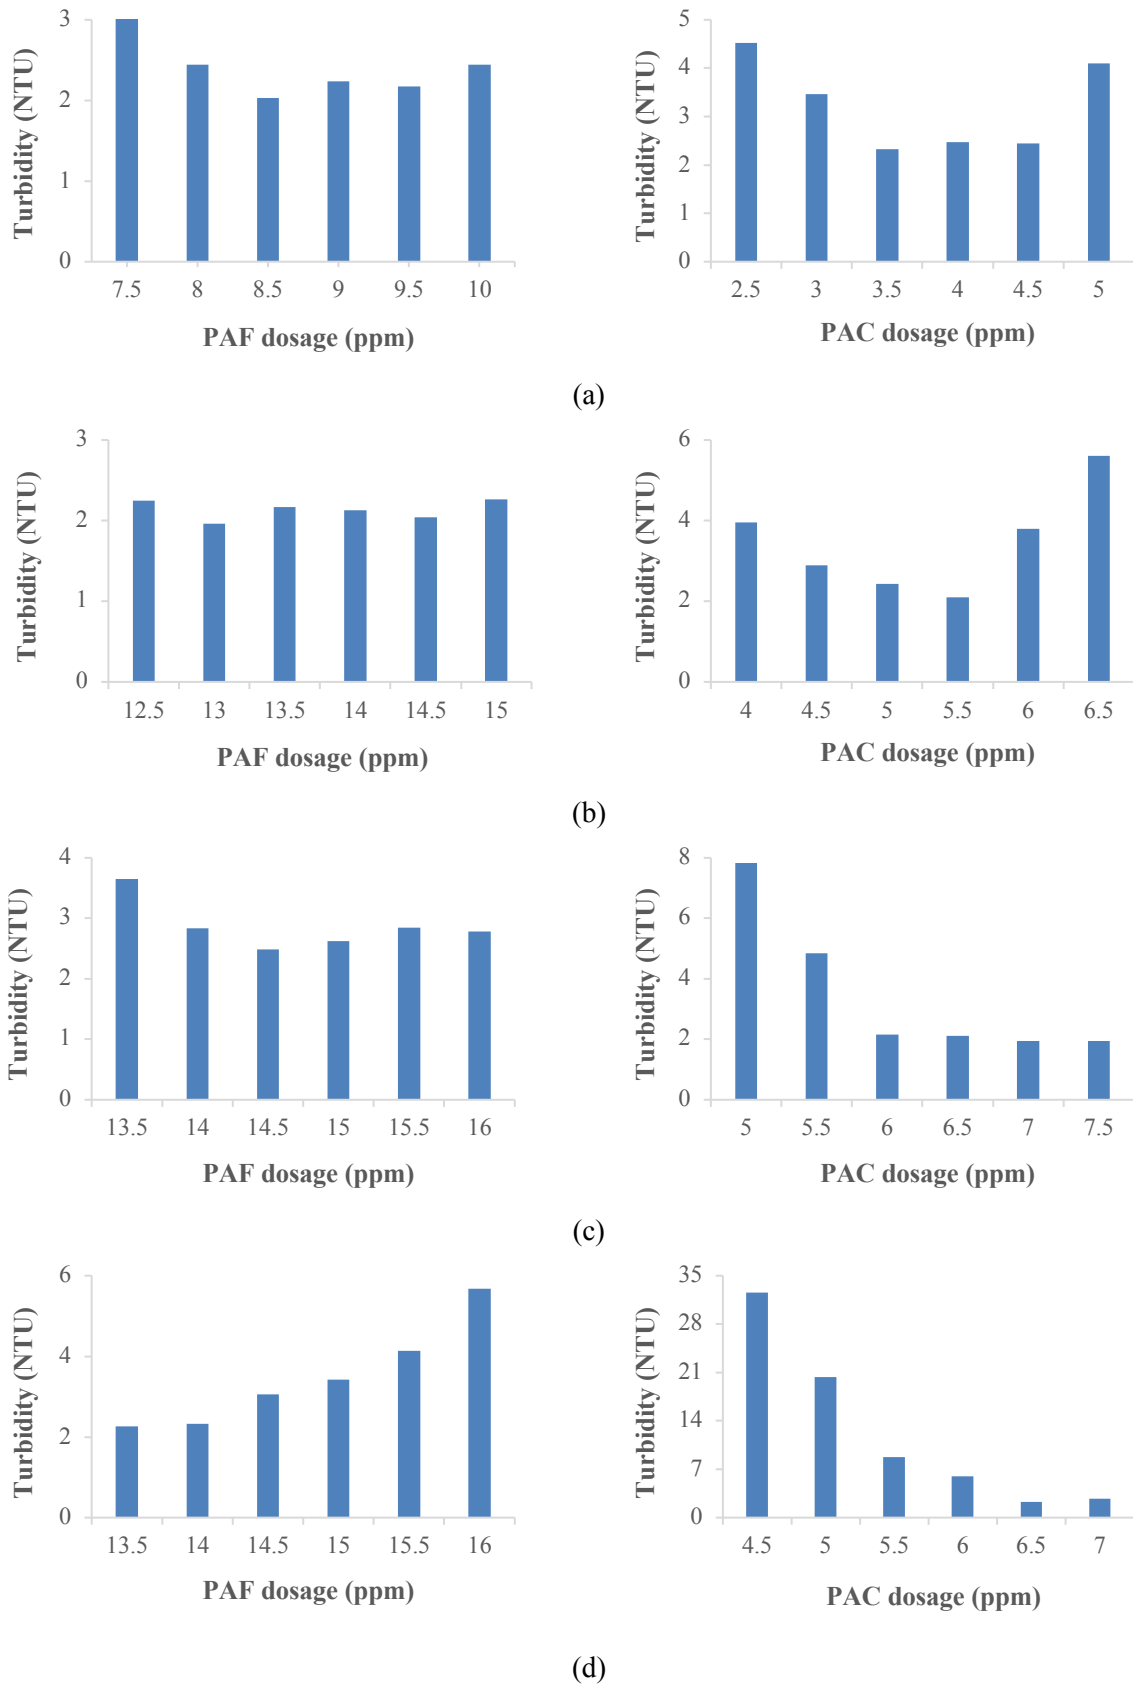 3
2
1
0
Turbidity (NTU)
7.5 8 8.5 9 9.5 10
PAF dosage (ppm)
5
4
3
2
1
0
Turbidity (NTU)
2.5 3 3.5 4 4.5 5
PAC dosage (ppm)
(a)
3
2
1
0
Turbidity (NTU)
12.5 13 13.5 14 14.5 15
PAF dosage (ppm)
6
4
2
0
Turbidity (NTU)
4 4.5 5 5.5 6 6.5
PAC dosage (ppm)
(b)
4
3
2
1
0
Turbidity (NTU)
13.5 14 14.5 15 15.5 16
PAF dosage (ppm)
8
6
4
2
0
Turbidity (NTU)
5 5.5 6 6.5 7 7.5
PAC dosage (ppm)
(c)
6
4
2
0
Turbidity (NTU)
13.5 14 14.5 15 15.5 16
PAF dosage (ppm)
35
28
21
14
7
0
Turbidity (NTU)
4.5 5 5.5 6 6.5 7
PAC dosage (ppm)
(d)